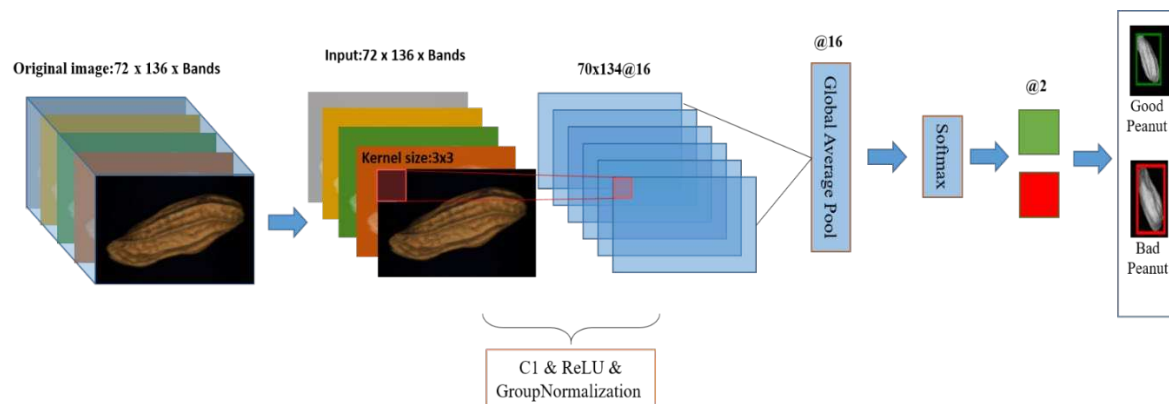 Original image:72 x 136 x Bands
Input:72 x 136 x Bands
Kernel size:3x3
70x134@16
C1 & ReLU &
GroupNormalization
@16
Global Average Pool
Softmax
@2
Good
Peanut
Bad
Peanut